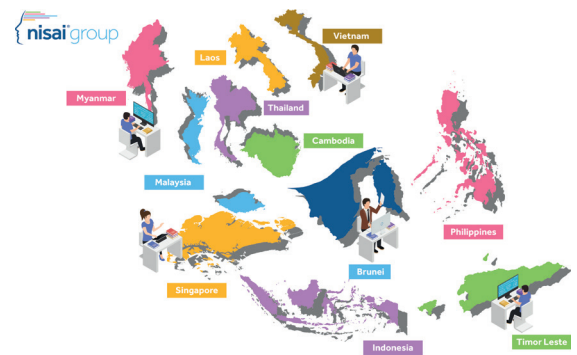 nisai group
Vietnam
Laos
Myanmar
Thailand
Cambodia
Malaysia
Philippines
Brunei
Singapore
Indonesia
Timor Leste